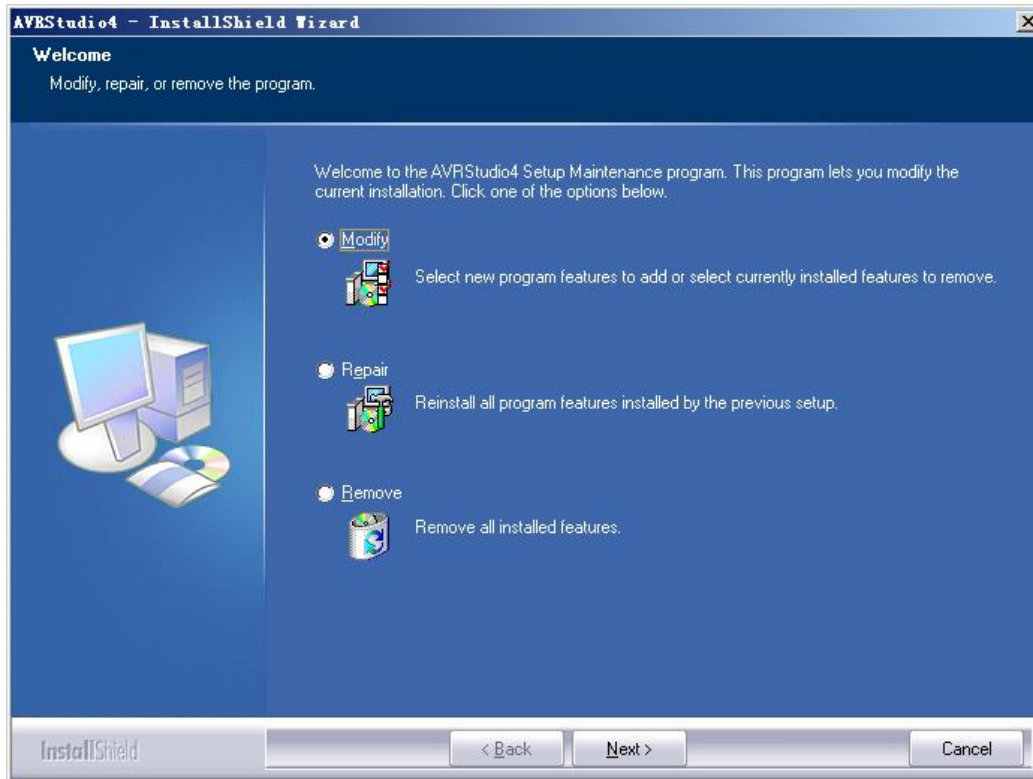 AVRStudio4 - InstallShield Wizard
Welcome
Modify, repair, or remove the program.
Welcome to the AVRStudio4 Setup Maintenance program. This program lets you modify the
current installation. Click one of the options below.
Modify
Select new program features to add or select currently installed features to remove.
Repair
Reinstall all program features installed by the previous setup.
Remove
Remove all installed features.
InstallShield
< Back
Next >
Cancel